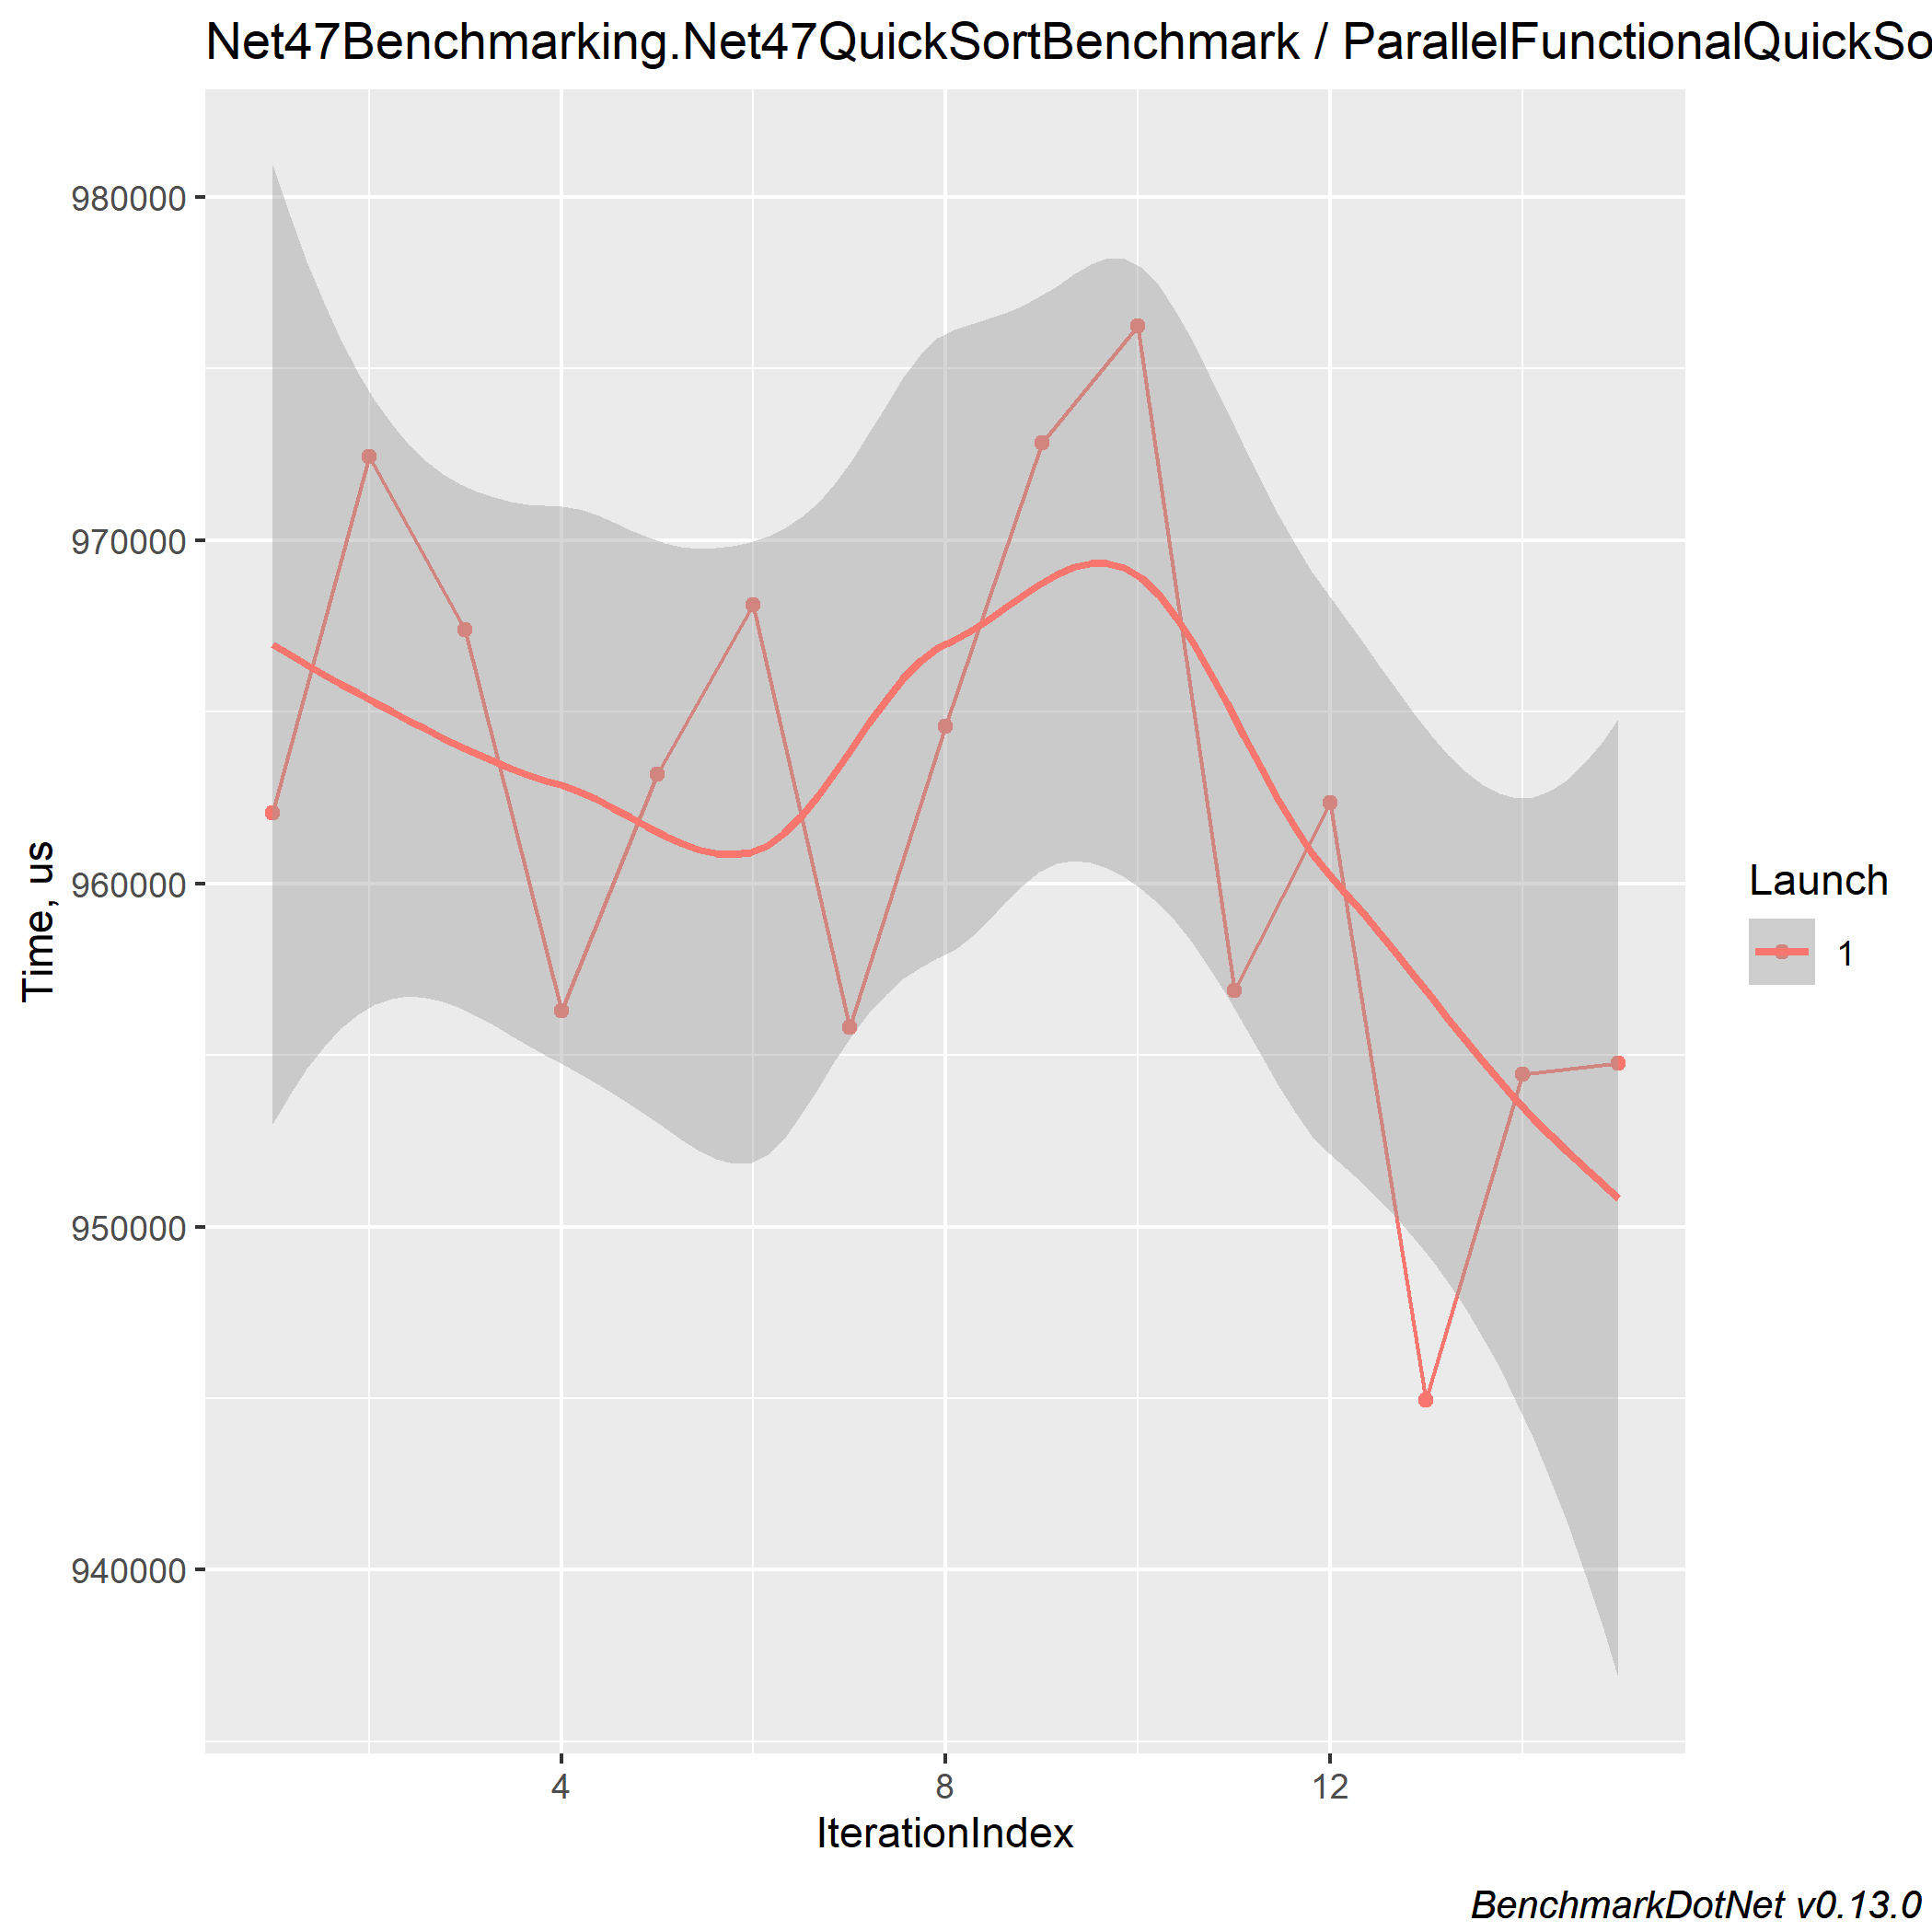 Net47Benchmarking.Net47QuickSortBenchmark / ParallelFunctionalQuickSo
980000
970000
960000
950000
940000
Time, us
4 8 12
IterationIndex
Launch
1
BenchmarkDotNet v0.13.0